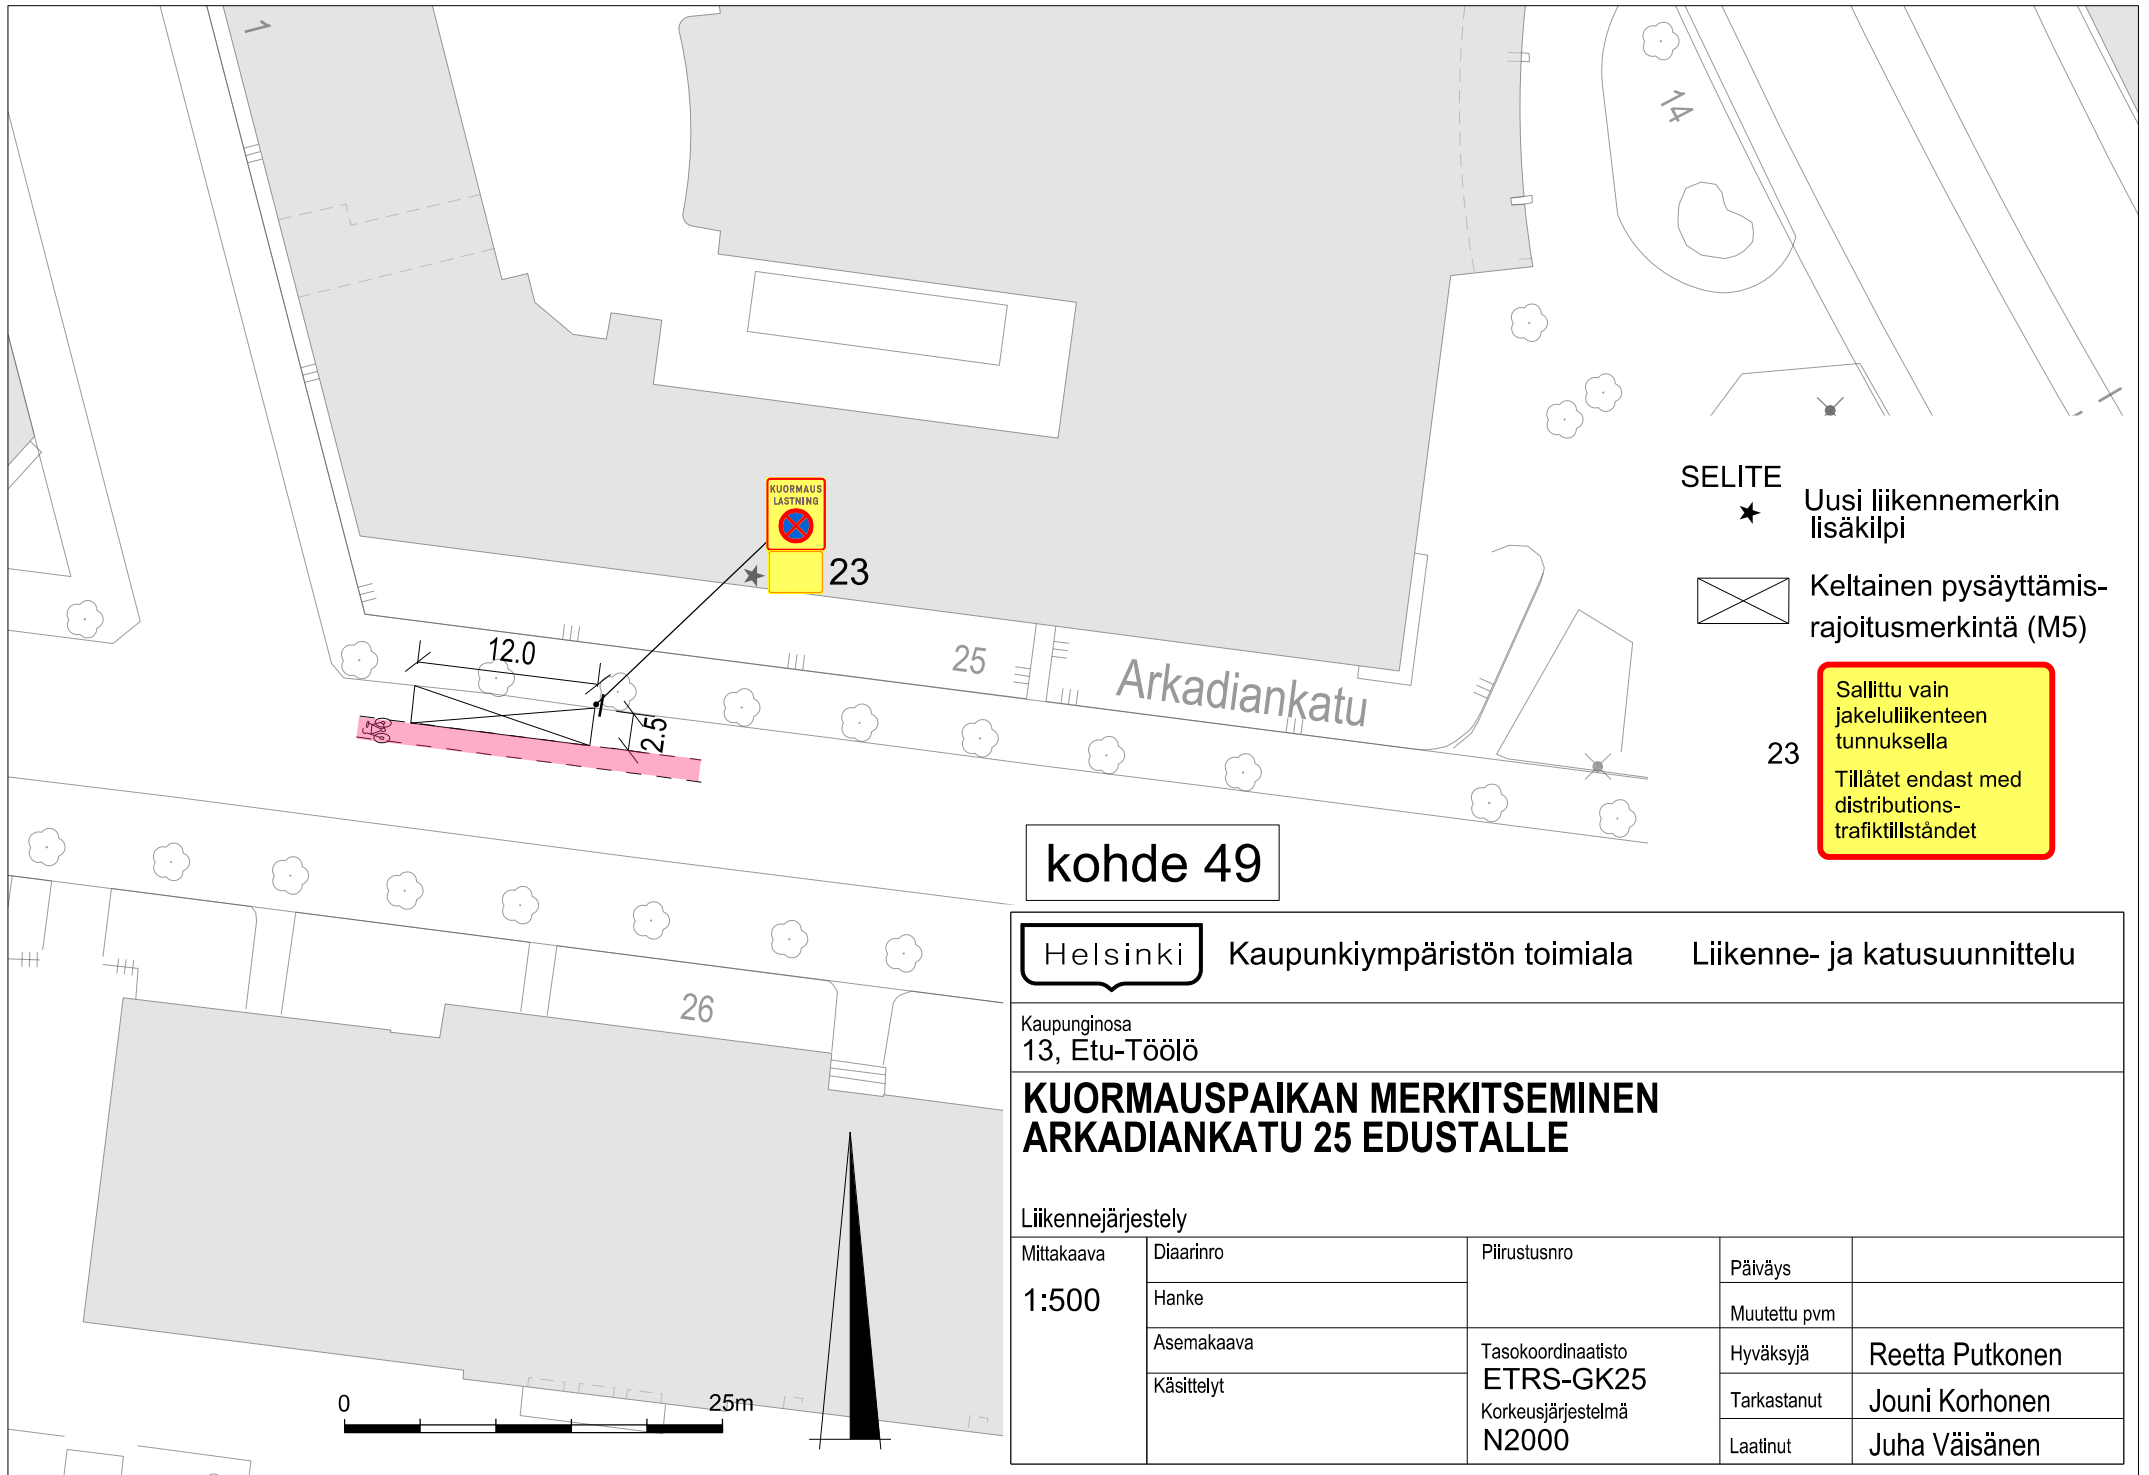 1
14
KUORMAUS
LASTNING
23
12.0
2.5
25
Arkadiankatu
26
SELITE
Uusi liikennemerkin
lisäkilpi
Keltainen pysäyttämis-
rajoitusmerkintä (M5)
23
Sallittu vain
jakeluliikenteen
tunnuksella
Tillåtet endast med
distributions-
trafiktillståndet
kohde 49
Helsinki
Kaupunkiympäristön toimiala
Liikenne- ja katusuunnittelu
Kaupunginosa
13, Etu-Töölö
KUORMAUSPAIKAN MERKITSEMINEN
ARKADIANKATU 25 EDUSTALLE
Liikennejärjestely
Mittakaava
1:500
Diaarinro
Hanke
Asemakaava
Käsittelyt
Piirustusnro
Tasokoordinaatisto
ETRS-GK25
Korkeusjärjestelmä
N2000
Päiväys
Muutettu pvm
Hyväksyjä
Reetta Putkonen
Tarkastanut
Jouni Korhonen
Laatinut
Juha Väisänen
0
25m